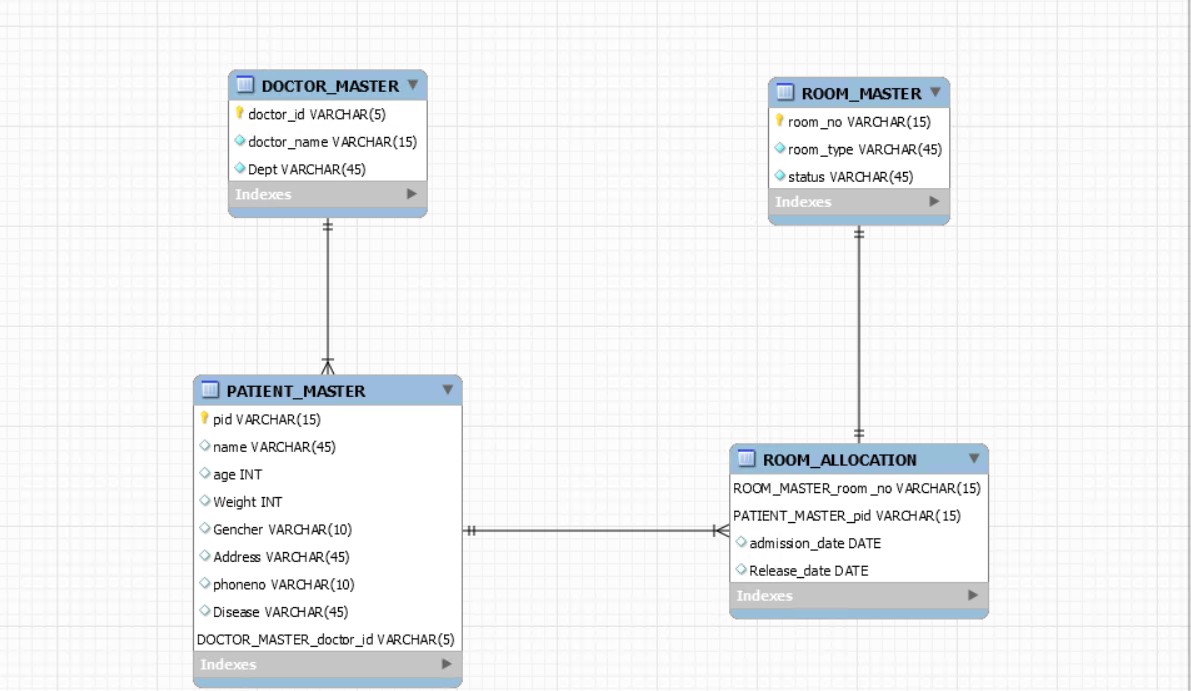 DOCTOR_MASTER
doctor_id VARCHAR(5)
doctor_name VARCHAR(15)
Dept VARCHAR(45)
Indexes
ROOM_MASTER
room_no VARCHAR(15)
room_type VARCHAR(45)
status VARCHAR(45)
Indexes
PATIENT_MASTER
pid VARCHAR(15)
name VARCHAR(45)
age INT
Weight INT
Gencher VARCHAR(10)
Address VARCHAR(45)
phoneno VARCHAR(10)
Disease VARCHAR(45)
DOCTOR_MASTER_doctor_id VARCHAR(5)
Indexes
ROOM_ALLOCATION
ROOM_MASTER_room _no VARCHAR(15)
PATIENT_MASTER_pid VARCHAR(15)
admission_date DATE
Release_date DATE
Indexes